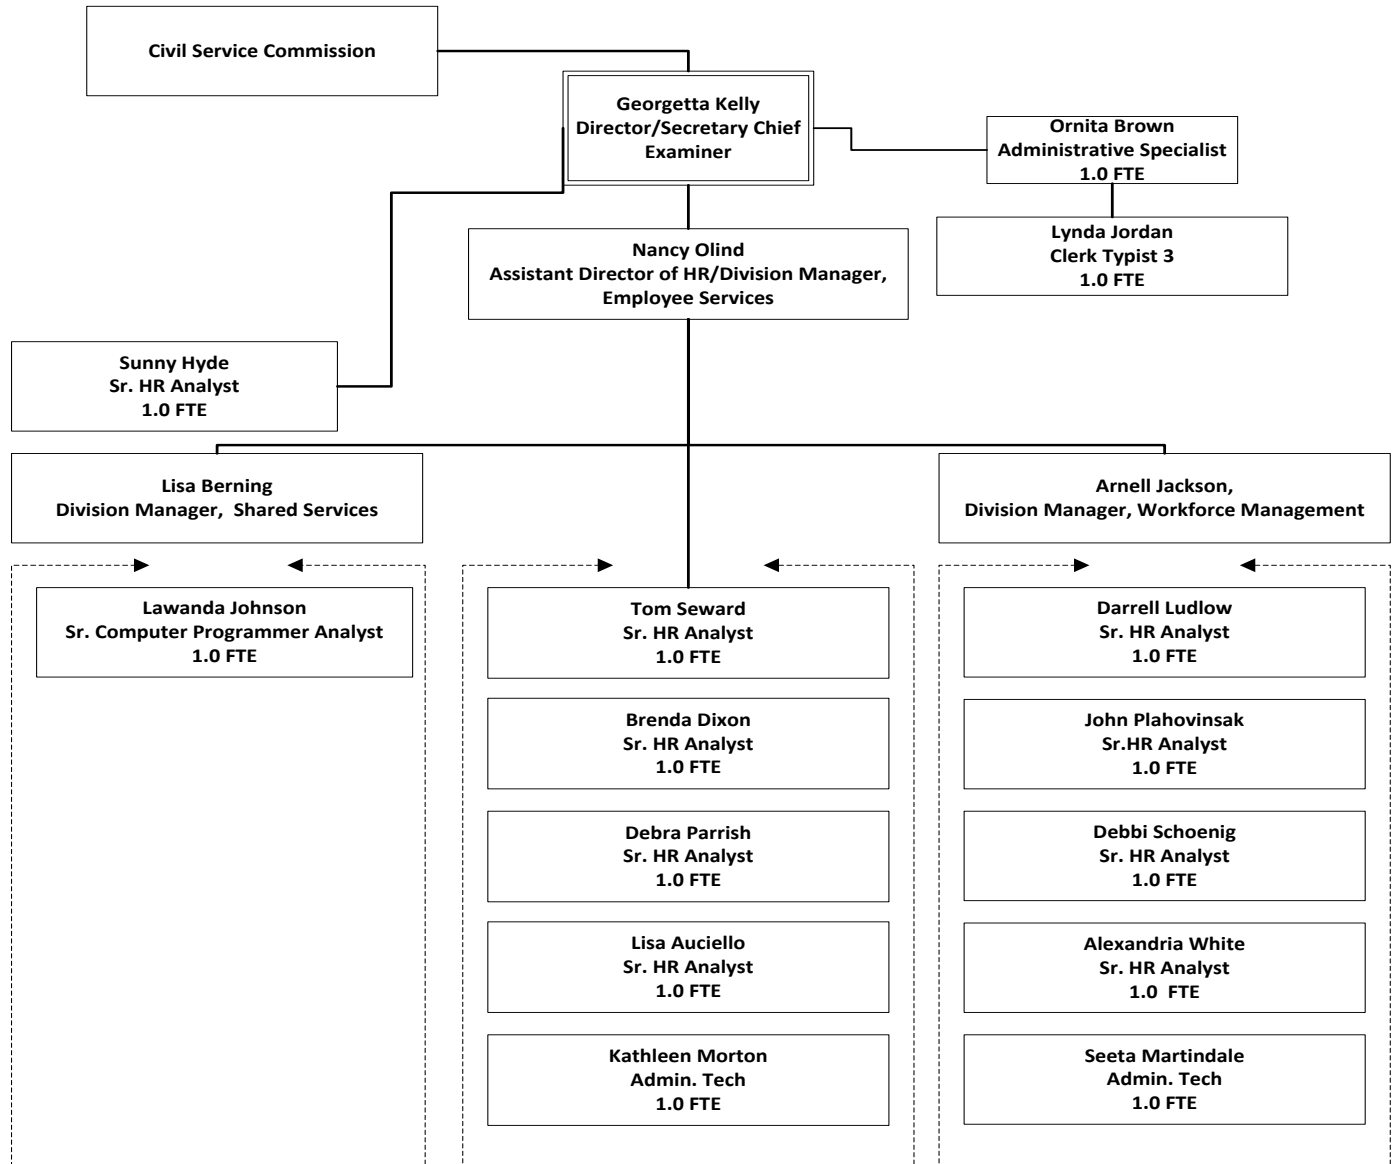 Civil Service Commission
Georgetta Kelly
Director/Secretary Chief
Examiner
Ornita Brown
Administrative Specialist
1.0 FTE
Lynda Jordan
Clerk Typist 3
1.0 FTE
Nancy Olind
Assistant Director of HR/Division Manager,
Employee Services
Sunny Hyde
Sr. HR Analyst
1.0 FTE
Lisa Berning
Division Manager,  Shared Services
Arnell Jackson,
Division Manager, Workforce Management
Lawanda Johnson
Sr. Computer Programmer Analyst
1.0 FTE
Tom Seward
Sr. HR Analyst
1.0 FTE
Brenda Dixon
Sr. HR Analyst
1.0 FTE
Debra Parrish
Sr. HR Analyst
1.0 FTE
Lisa Auciello
Sr. HR Analyst
1.0 FTE
Kathleen Morton
Admin. Tech
1.0 FTE
Darrell Ludlow
Sr. HR Analyst
1.0 FTE
John Plahovinsak
Sr.HR Analyst
1.0 FTE
Debbi Schoenig
Sr. HR Analyst
1.0 FTE
Alexandria White
Sr. HR Analyst
1.0  FTE
Seeta Martindale
Admin. Tech
1.0 FTE